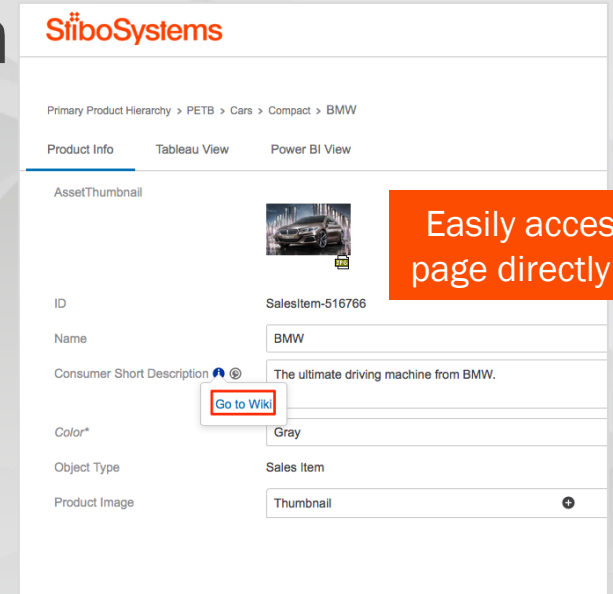 StiboSystems
Primary Product Hierarchy > PETB > Cars > Compact > BMW
Product Info Tableau View Power BI View
AssetThumbnail
JPG
Easily acces
page directly
ID SalesItem-516766
Name BMW
Consumer Short Description The ultimate driving machine from BMW.
Go to Wiki
Color* Gray
Object Type Sales Item
Product Image Thumbnail